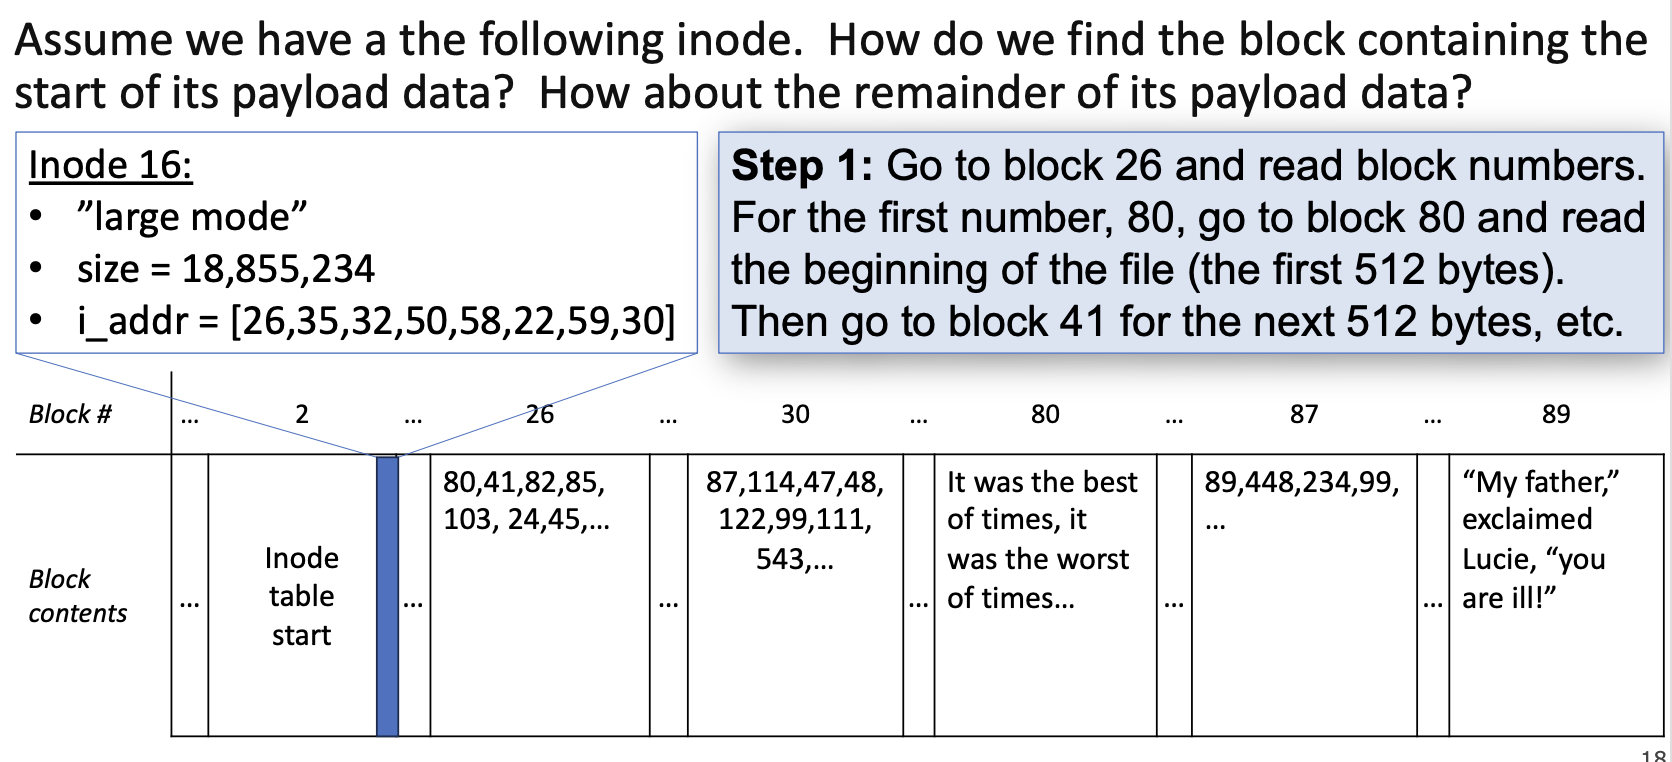 Assume we have a the following inode. How do we find the block containing the
start of its payload data? How about the remainder of its payload data?
Inode 16:
• ”large mode”
• size = 18,855,234
• i_addr = [26,35,32,50,58,22,59,30]
Step 1: Go to block 26 and read block numbers.
For the first number, 80, go to block 80 and read
the beginning of the file (the first 512 bytes).
Then go to block 41 for the next 512 bytes, etc.
Block # ... 2 ... 26 ... 30 ... 80 ... 87 ... 89
Block
contents
...
Inode
table
start
...
80,41,82,85,
103, 24,45,...
...
87,114,47,48,
122,99,111,
543,...
...
It was the best
of times, it
was the worst
of times...
...
89,448,234,99,
...
...
“My father,”
exclaimed
Lucie, “you
are ill!”
18